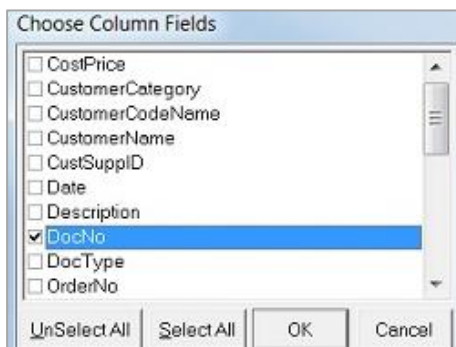 Choose Column Fields
CostPrice
CustomerCategory
CustomerCodeName
CustomerName
CustSuppID
Date
Description
DocNo
DocType
OrderNo
UnSelect All Select All OK Cancel